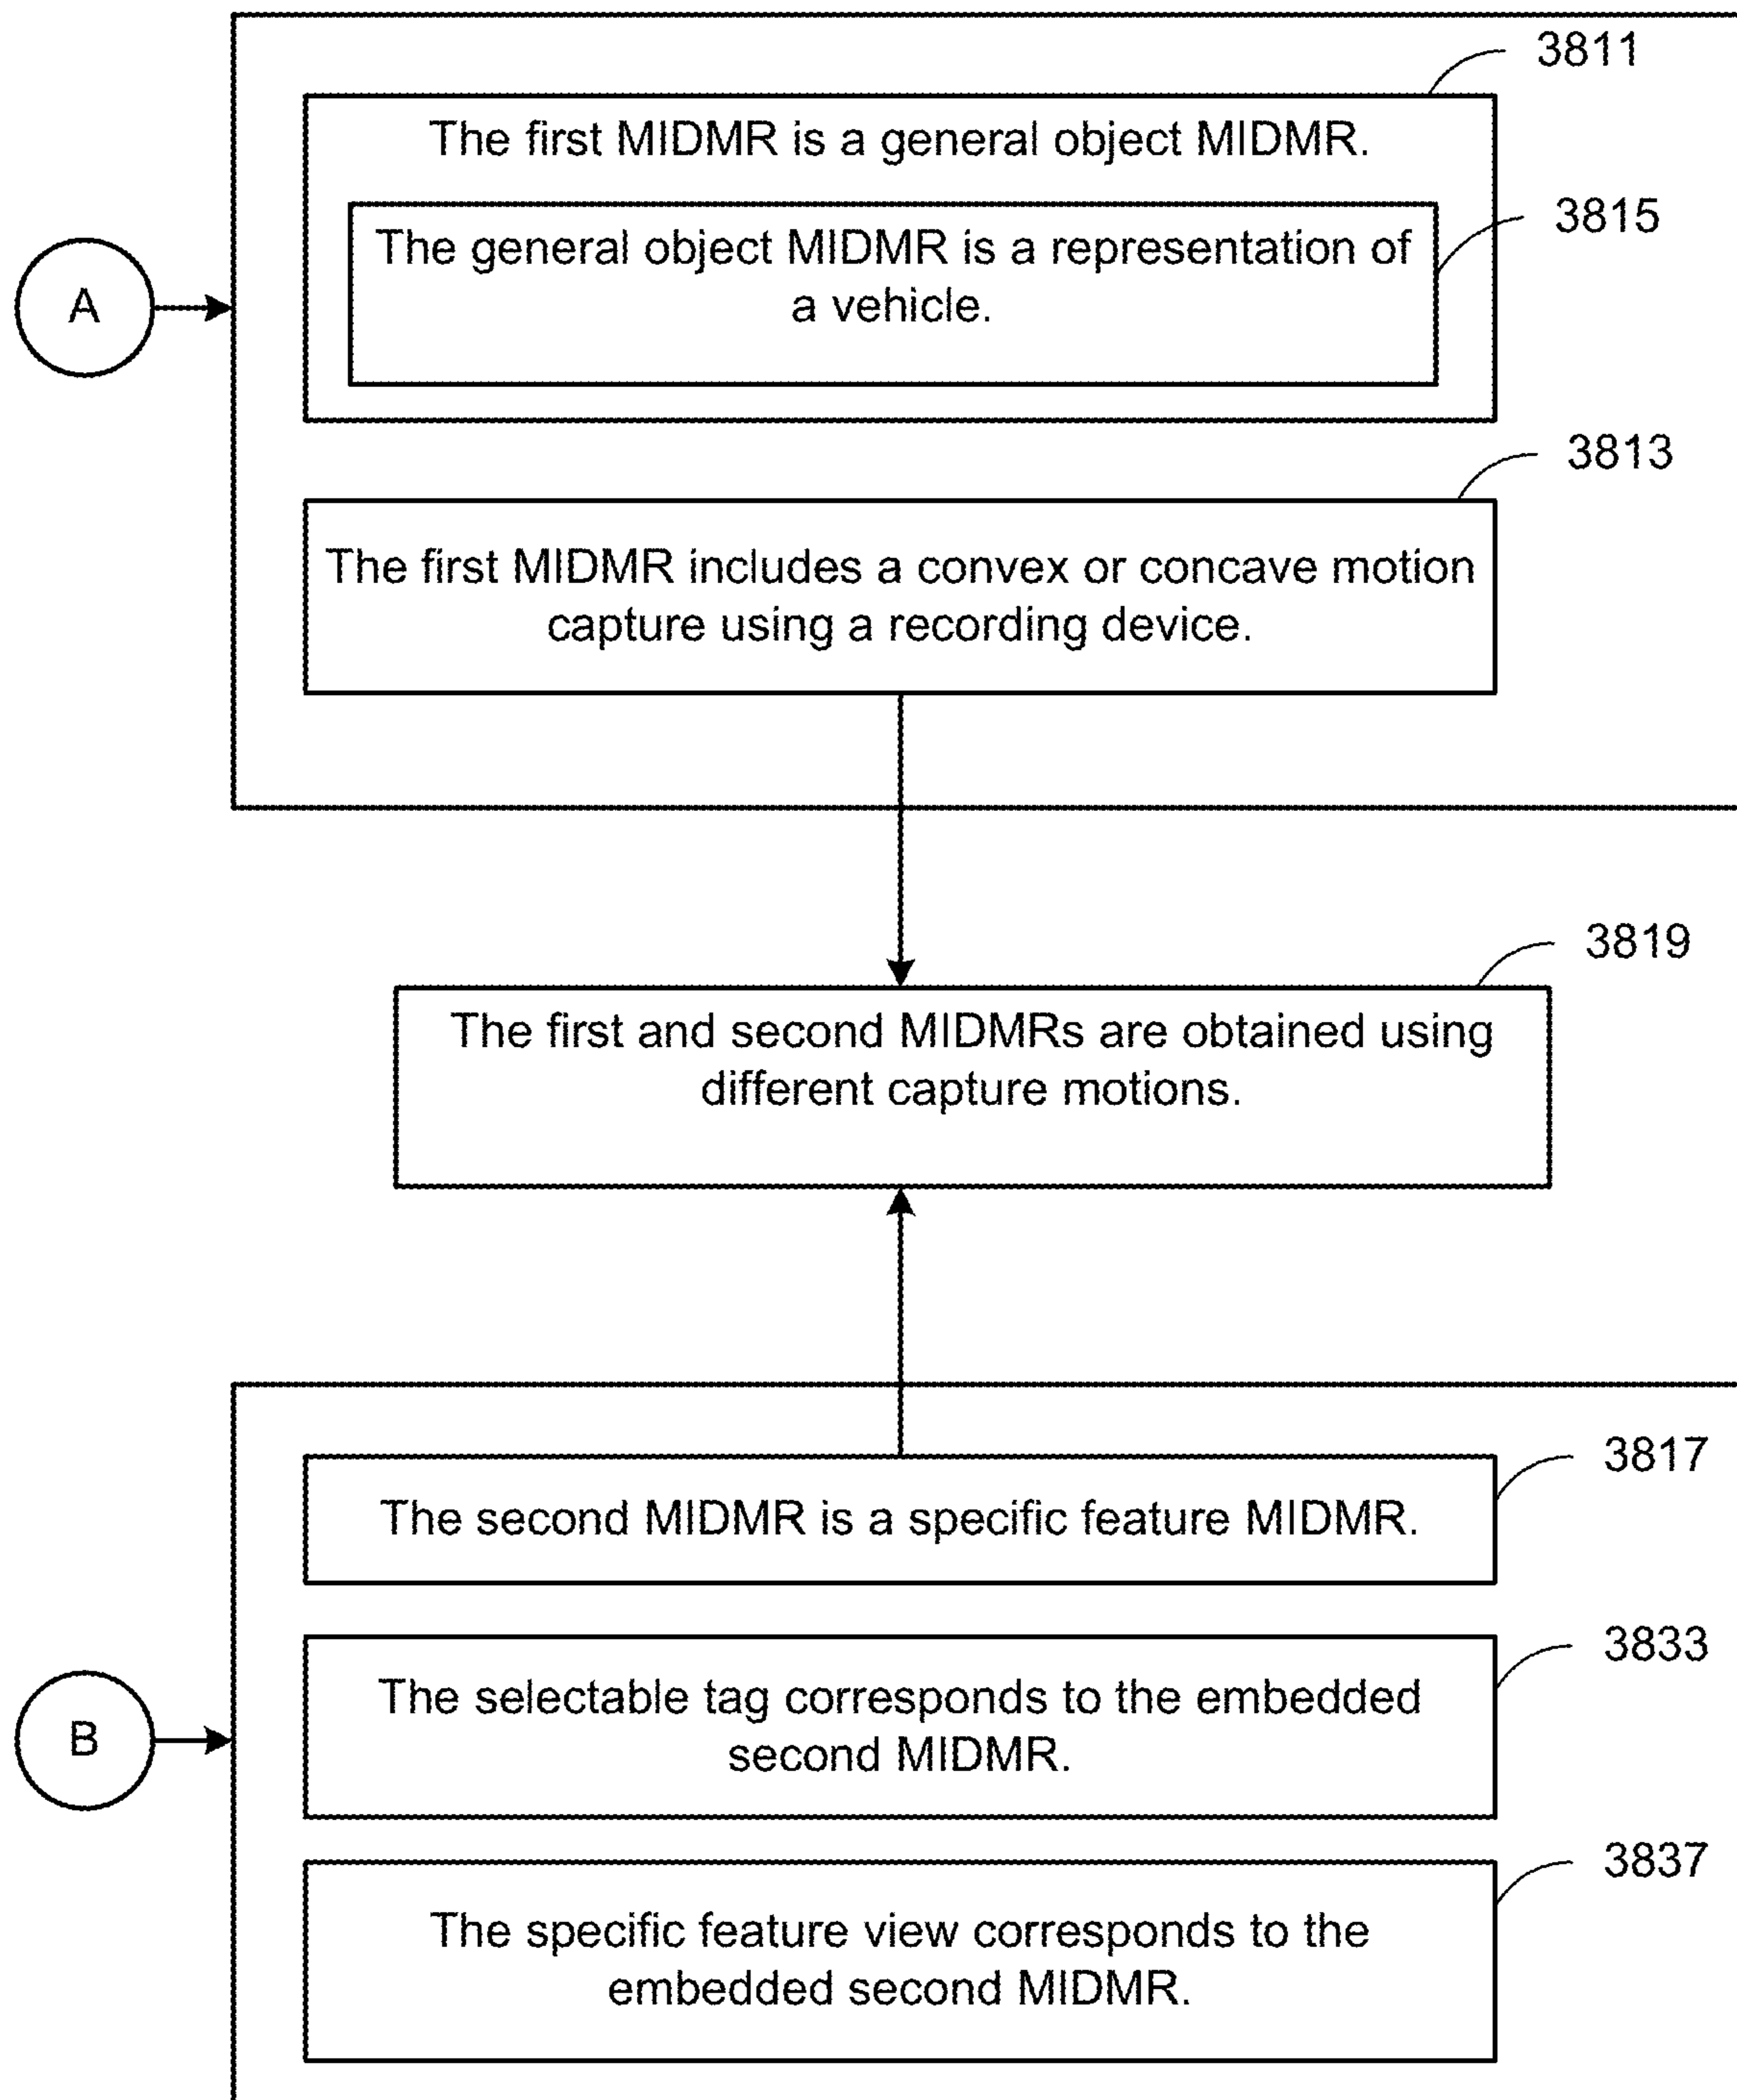 3811
The first MIDMR is a general object MIDMR.
3815
The general object MIDMR is a representation of
a vehicle.
A
3813
The first MIDMR includes a convex or concave motion
capture using a recording device.
3819
The first and second MIDMRs are obtained using
different capture motions.
3817
The second MIDMR is a specific feature MIDMR.
3833
The selectable tag corresponds to the embedded
second MIDMR.
B
3837
The specific feature view corresponds to the
embedded second MIDMR.